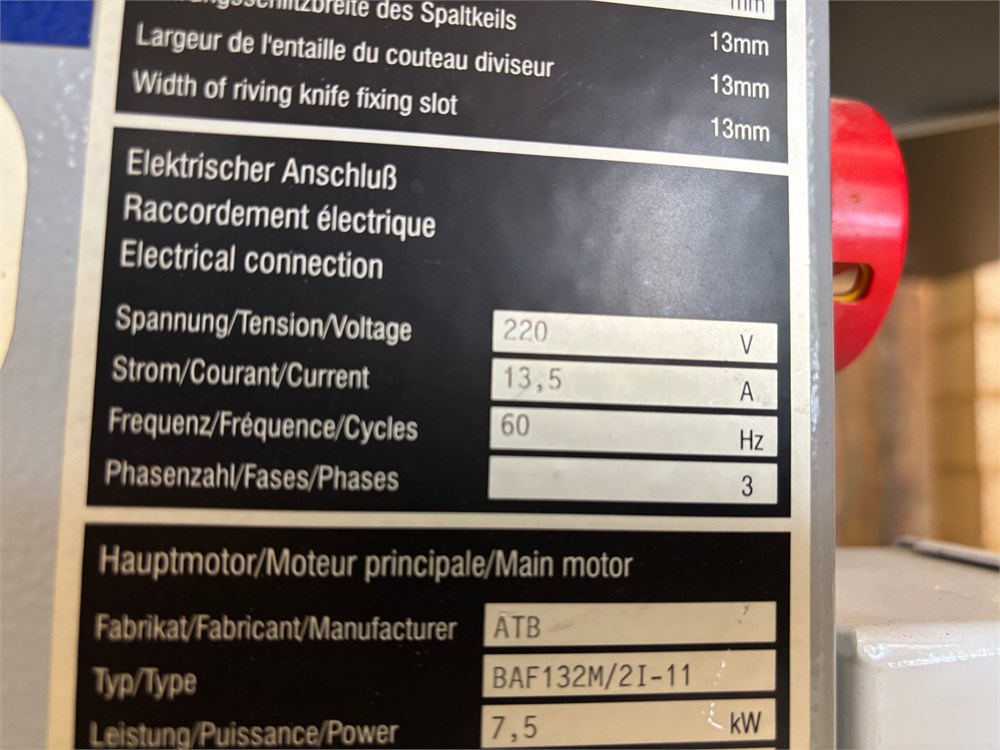 des Spaltkeils mm
13mm
Largeur de l'entaille du couteau diviseur 13mm
Width of riving knife fixing slot 13mm
Elektrischer Anschluß
Raccordement électrique
Electrical connection
Spannung/Tension/Voltage 220 V
Strom/Courant/Current 13,5 A
Frequenz/Fréquence/Cycles 60 Hz
Phasenzahl/Fases/Phases 3
Hauptmotor/Moteur principale/Main motor
Fabrikat/Fabricant/Manufacturer ATB
Typ/Type BAF132M/2I-11
Leistung/Puissance/Power 7,5 kW